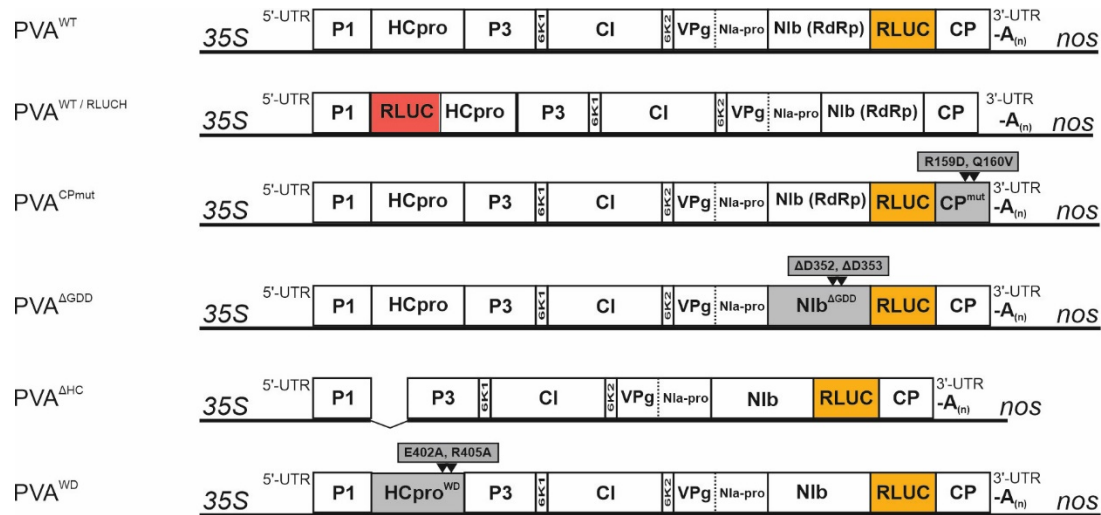 PVA^WT 35S 5'-UTR P1 HCpro P3 6K1 CI 6K2 VPg NIa-pro NIb (RdRp) RLUC CP 3'-UTR -A(n) nos
PVA^WT / RLUCH 35S 5'-UTR P1 RLUC HCpro P3 6K1 CI 6K2 VPg NIa-pro NIb (RdRp) CP 3'-UTR -A(n) nos
R159D, Q160V
PVA^CPmut 35S 5'-UTR P1 HCpro P3 6K1 CI 6K2 VPg NIa-pro NIb (RdRp) RLUC CP^mut 3'-UTR -A(n) nos
ΔD352, ΔD353
PVA^ΔGDD 35S 5'-UTR P1 HCpro P3 6K1 CI 6K2 VPg NIa-pro NIb^ΔGDD RLUC CP 3'-UTR -A(n) nos
PVA^ΔHC 35S 5'-UTR P1 P3 6K1 CI 6K2 VPg NIa-pro NIb RLUC CP 3'-UTR -A(n) nos
E402A, R405A
PVA^WD 35S 5'-UTR P1 HCpro^WD P3 6K1 CI 6K2 VPg NIa-pro NIb RLUC CP 3'-UTR -A(n) nos